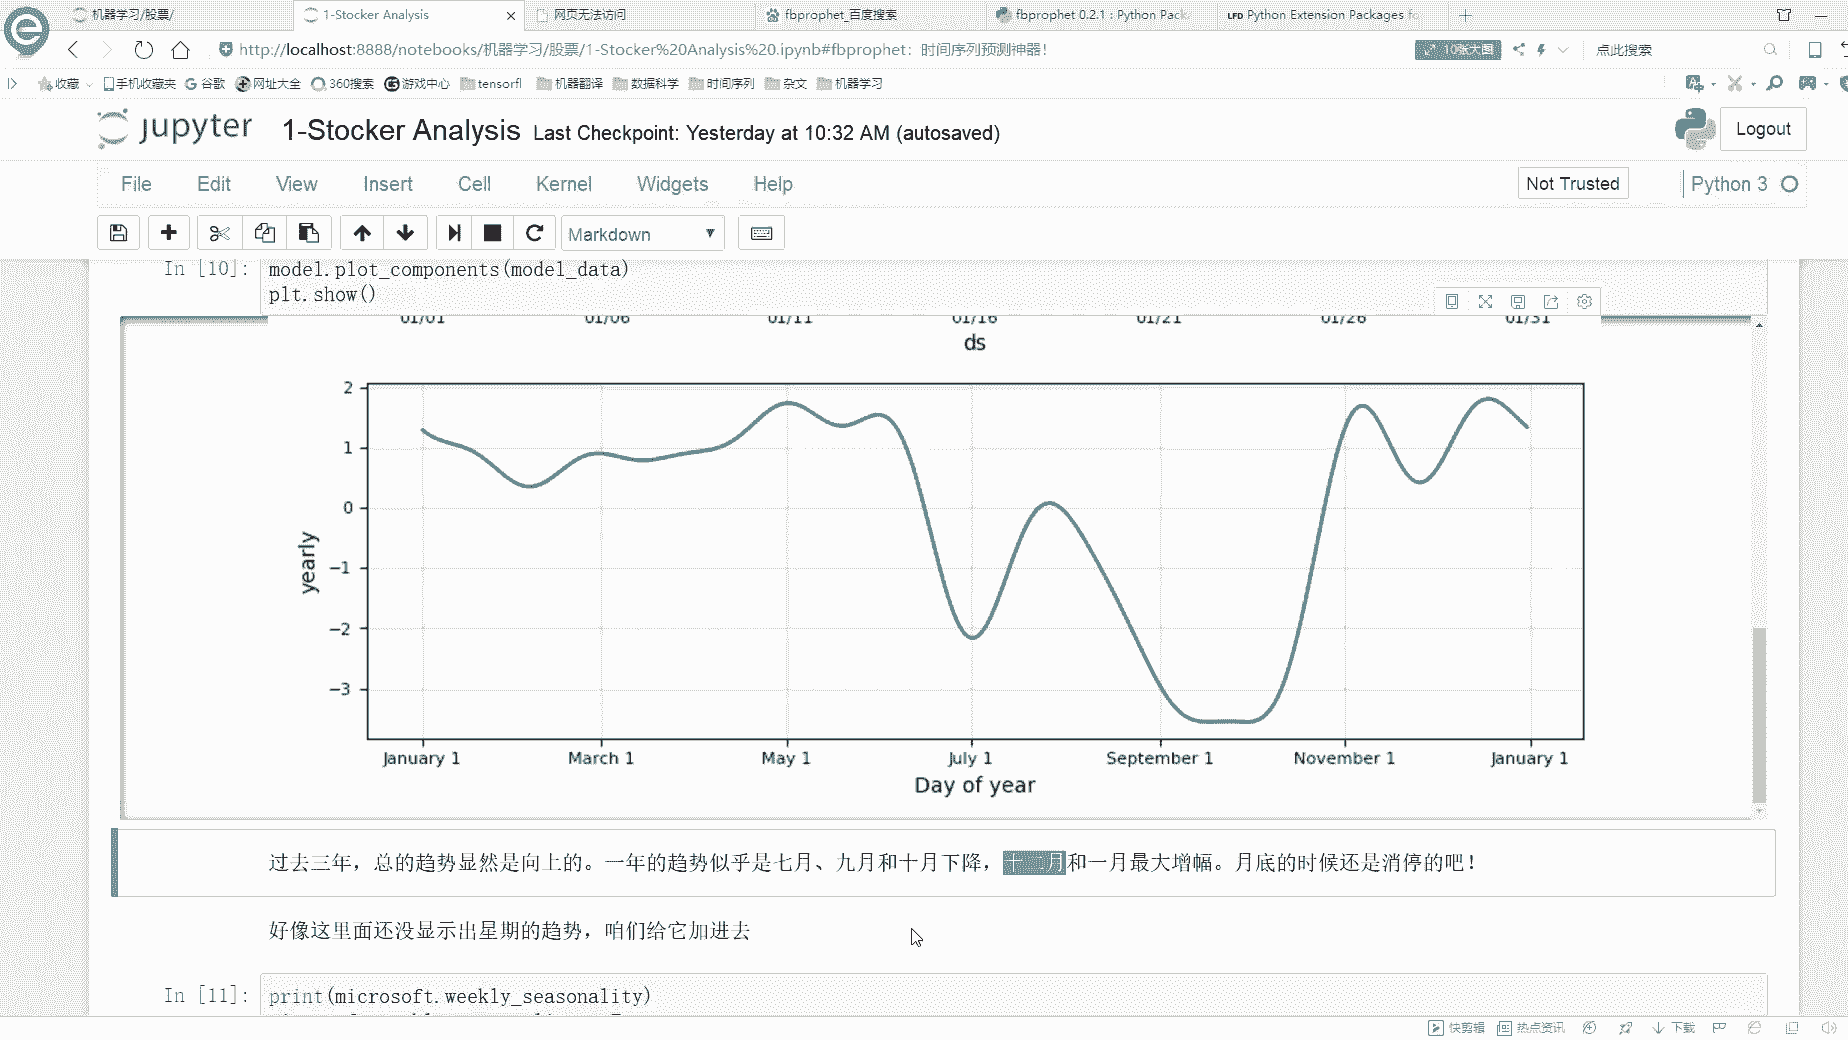 机器学习/股票/
1-Stocker Analysis
网页无法访问
fbprophet_百度搜索
fbprophet 0.2.1 : Python Pack
LFD Python Extension Packages fo
http://localhost:8888/notebooks/机器学习/股票/1-Stocker%20Analysis%20.ipynb#fbprophet：时间序列预测神器！
10张大图
点此搜索
收藏
手机收藏夹
谷歌
网址大全
360搜索
游戏中心
tensorfl
机器翻译
数据科学
时间序列
杂文
机器学习
jupyter
1-Stocker Analysis
Last Checkpoint: Yesterday at 10:32 AM (autosaved)
Logout
File Edit View Insert Cell Kernel Widgets Help
Not Trusted
Python 3
Markdown
In [10]:
model.plot_components(model_data)
plt.show()
01/01 01/06 01/11 01/16 01/21 01/26 01/31
ds
2
1
0
−1
−2
−3
yearly
January 1 March 1 May 1 July 1 September 1 November 1 January 1
Day of year
过去三年，总的趋势显然是向上的。一年的趋势似乎是七月、九月和十月下降，十二月和一月最大增幅。月底的时候还是消停的吧！
好像这里面还没显示出星期的趋势，咱们给它加进去
In [11]:
print(microsoft.weekly_seasonality)
快剪辑
热点资讯
下载